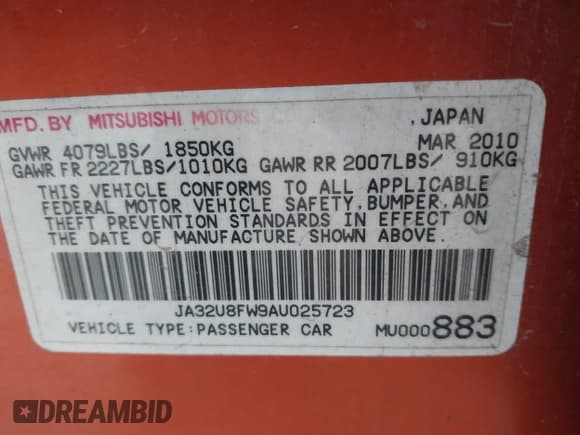 MFD. BY MITSUBISHI MOTORS CORPORATION, JAPAN
GVWR 4079LBS/ 1850KG MAR 2010
GAWR FR 2227LBS/1010KG GAWR RR 2007LBS/ 910KG
THIS VEHICLE CONFORMS TO ALL APPLICABLE
FEDERAL MOTOR VEHICLE SAFETY, BUMPER, AND
THEFT PREVENTION STANDARDS IN EFFECT ON
THE DATE OF MANUFACTURE SHOWN ABOVE.
JA32U8FW9AU025723
VEHICLE TYPE: PASSENGER CAR MU000883
DREAMBID